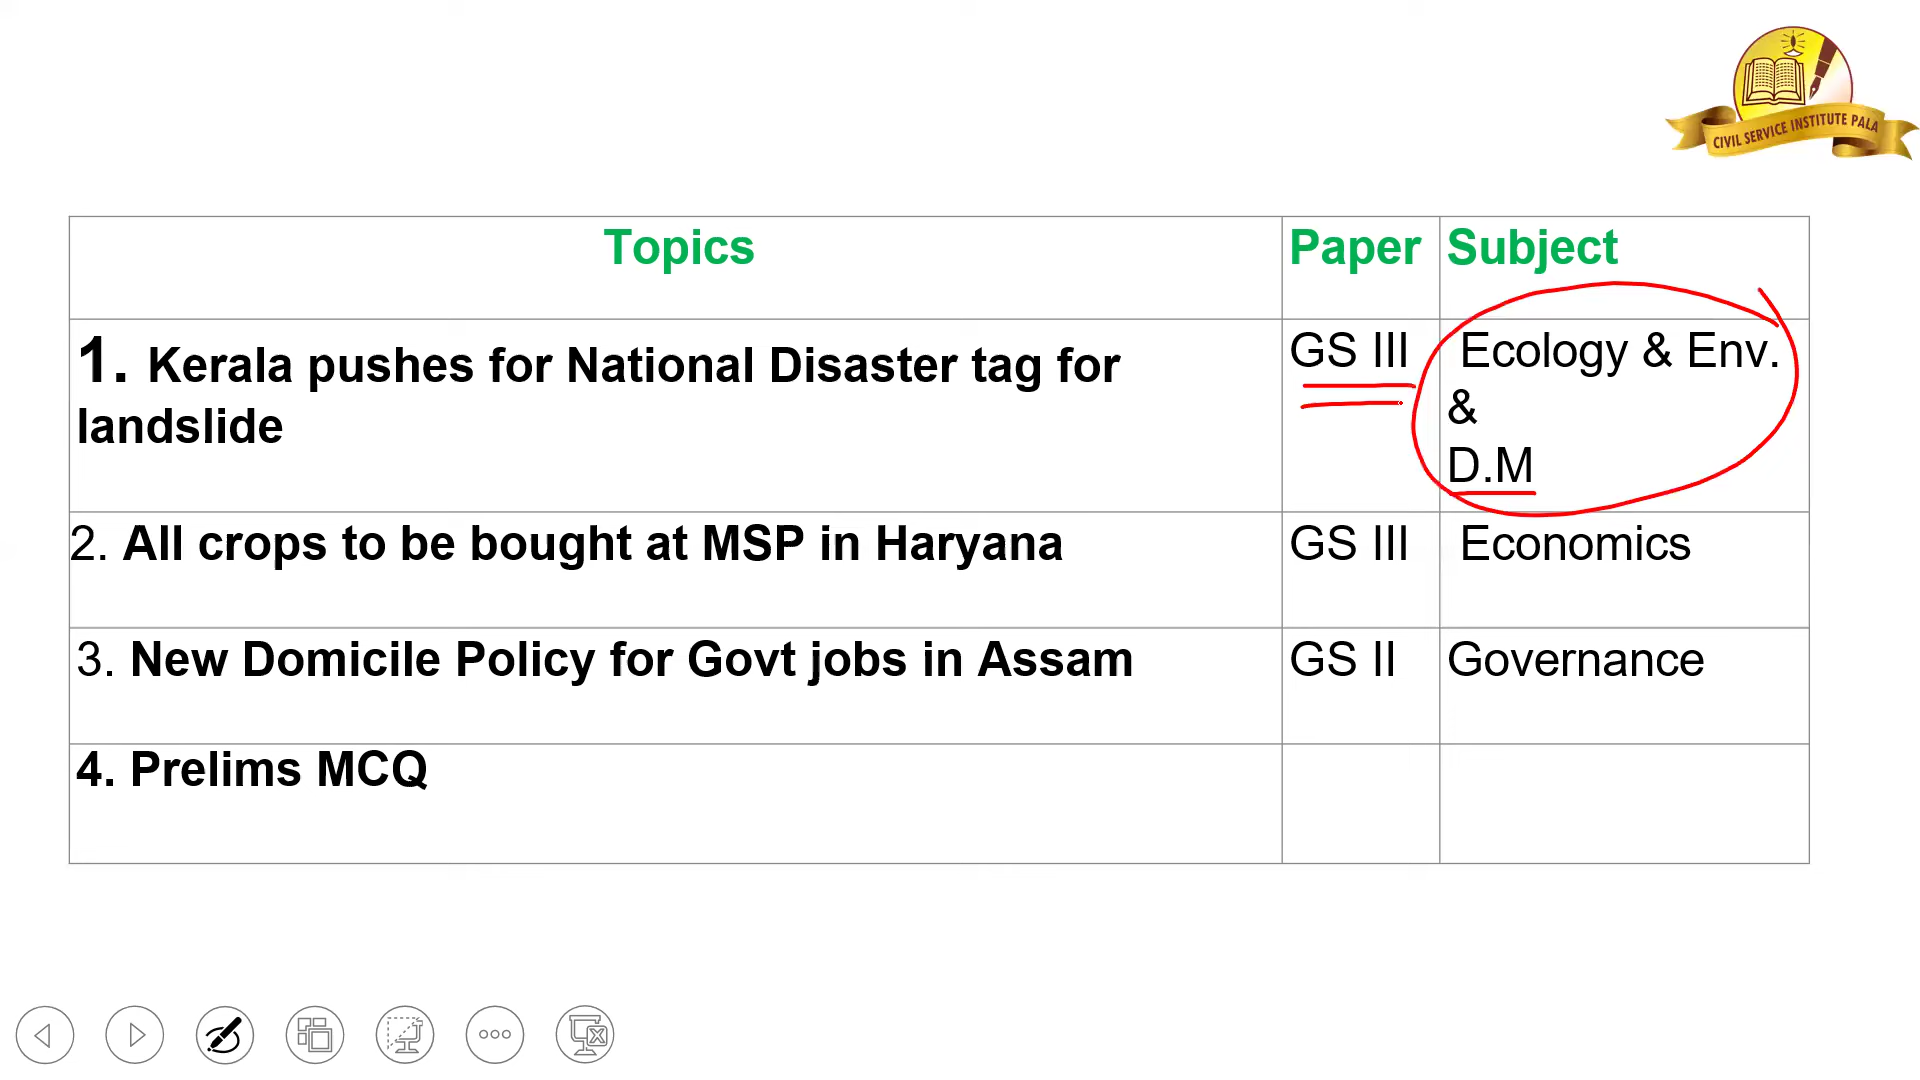 CIVIL SERVICE INSTITUTE PALA
Topics Paper Subject
1. Kerala pushes for National Disaster tag for GS III Ecology & Env.
landslide &
D.M
2. All crops to be bought at MSP in Haryana GS III Economics
3. New Domicile Policy for Govt jobs in Assam GS II Governance
4. Prelims MCQ